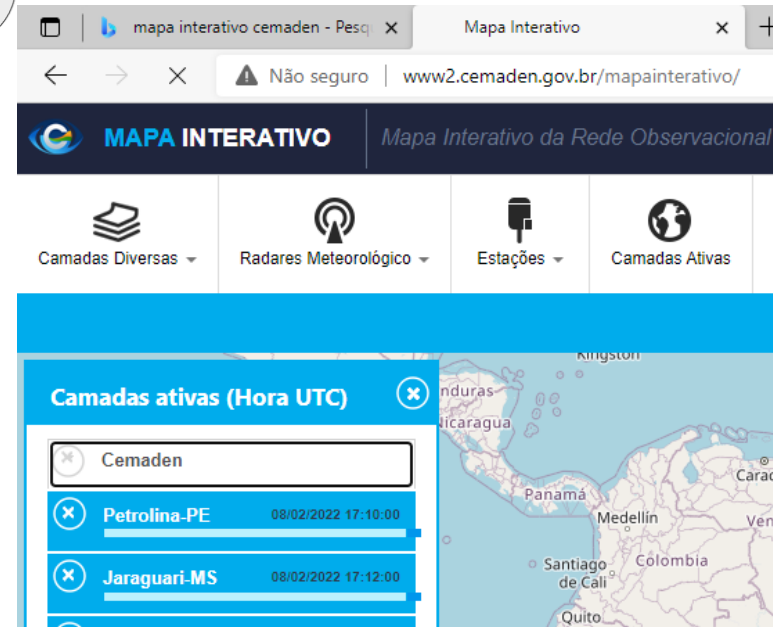 mapa interativo cemaden - Pesq
Mapa Interativo
Não seguro | www2.cemaden.gov.br/mapainterativo/
MAPA INTERATIVO
Mapa Interativo da Rede Observacional
Camadas Diversas
Radares Meteorológico
Estações
Camadas Ativas
Camadas ativas (Hora UTC)
Cemaden
Petrolina-PE 08/02/2022 17:10:00
Jaraguari-MS 08/02/2022 17:12:00
Kingston
nduras
Nicaragua
Panamá
Carac
Medellín
Ven
Santiago
de Cali
Colombia
Quito